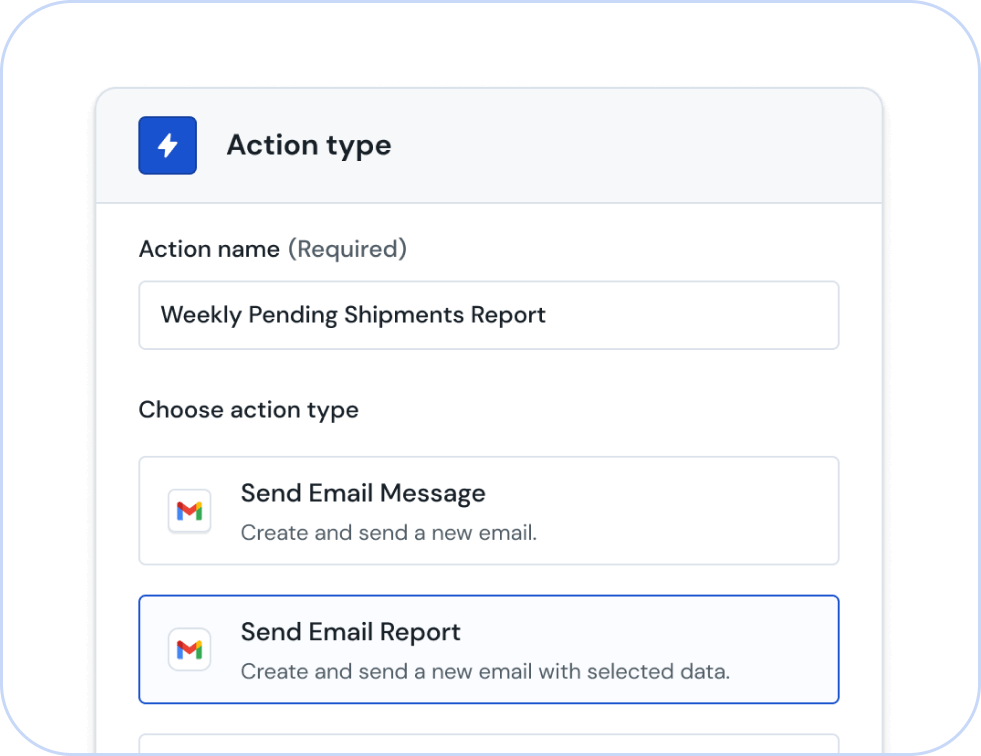 Action type
Action name (Required)
Weekly Pending Shipments Report
Choose action type
Send Email Message
Create and send a new email.
Send Email Report
Create and send a new email with selected data.